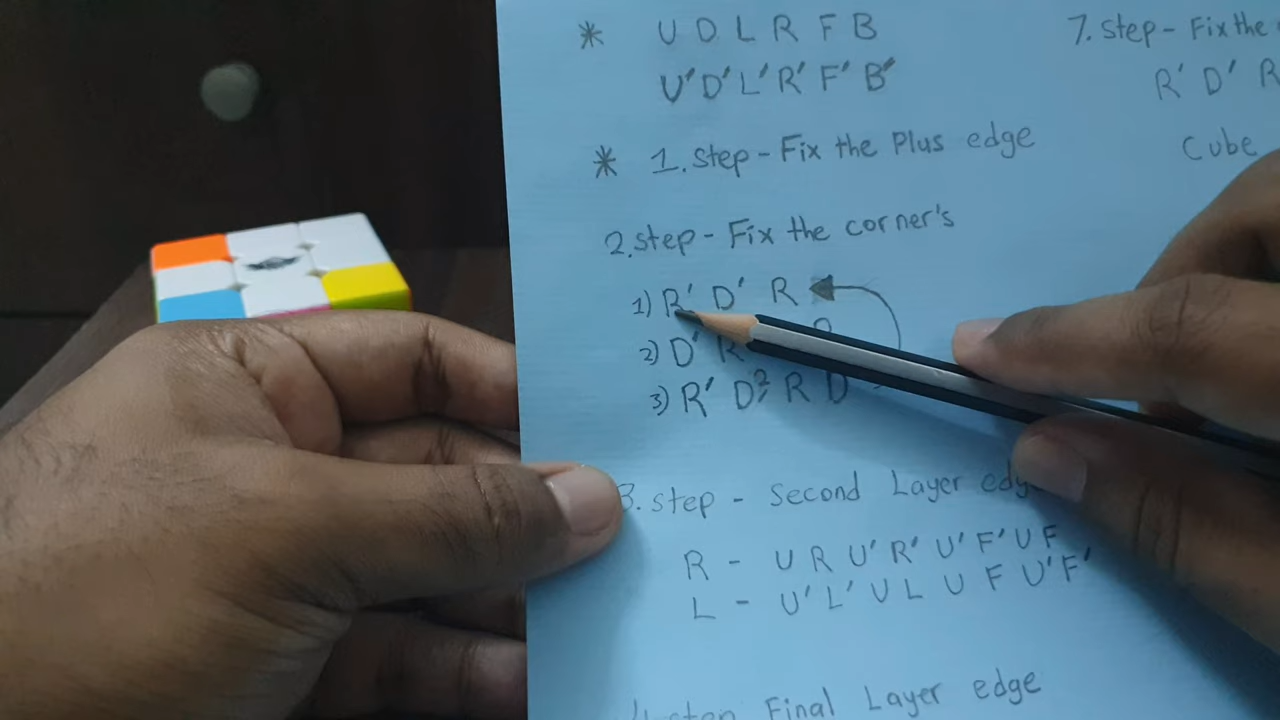 * U D L R F B
U' D' L' R' F' B'
* 1. Step - Fix the Plus edge
2. Step - Fix the corner's
1) R' D' R
2) D'
3) R' D2 R D
3. Step - Second Layer
R - U R U' R' U' F' U F
L - U' L' U L U F U' F'
Final Layer edge
7. Step - Fix the
R' D' R
Cube